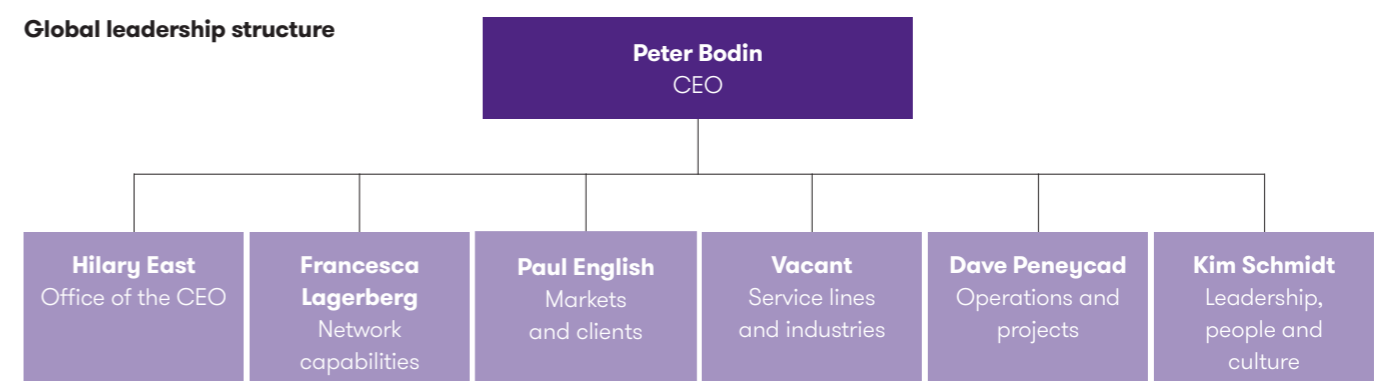 Global leadership structure
Peter Bodin
CEO
Hilary East
Office of the CEO
Francesca
Lagerberg
Network
capabilities
Paul English
Markets
and clients
Vacant
Service lines
and industries
Dave Peneycad
Operations and
projects
Kim Schmidt
Leadership,
people and
culture